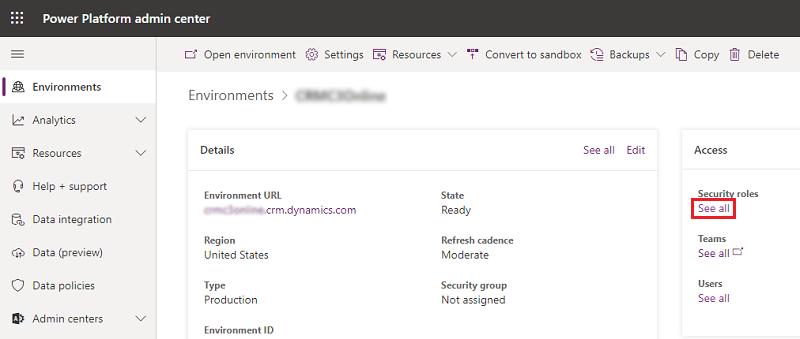 Power Platform admin center
Open environment Settings Resources Convert to sandbox Backups Copy Delete
Environments
Analytics
Resources
Help + support
Data integration
Data (preview)
Data policies
Admin centers
Environments >
Details See all Edit
Environment URL
.crm.dynamics.com
State
Ready
Region
United States
Refresh cadence
Moderate
Type
Production
Security group
Not assigned
Environment ID
Access
Security roles
See all
Teams
See all
Users
See all